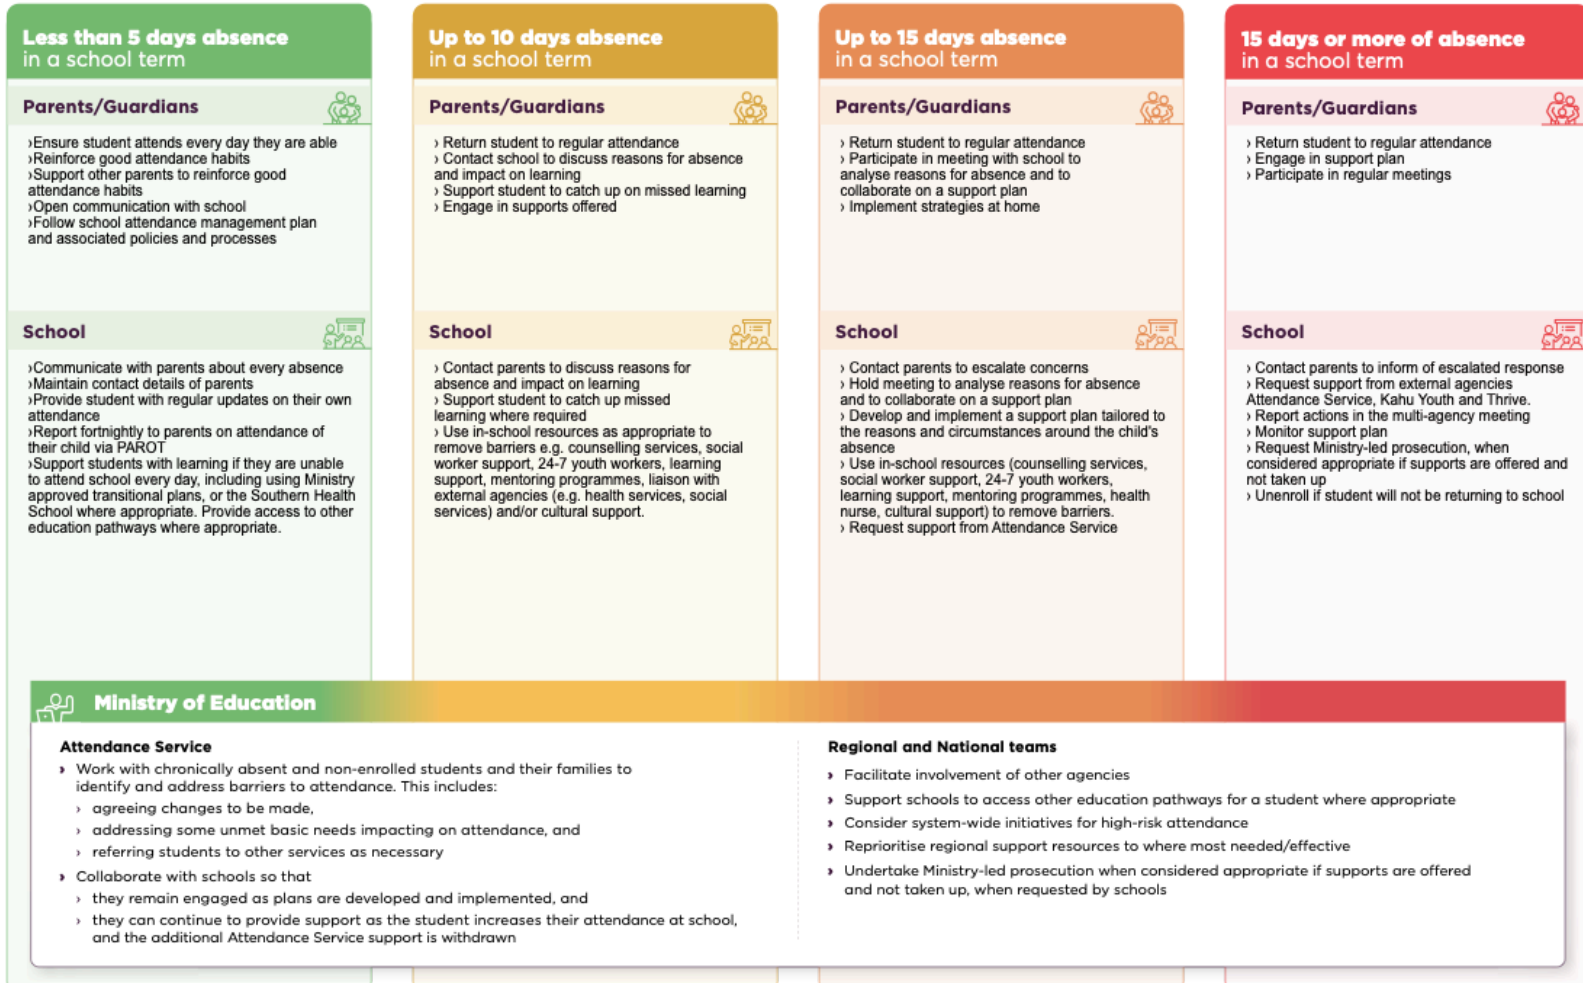 Less than 5 days absence
in a school term
Parents/Guardians
›Ensure student attends every day they are able
›Reinforce good attendance habits
›Support other parents to reinforce good
attendance habits
›Open communication with school
›Follow school attendance management plan
and associated policies and processes
School
›Communicate with parents about every absence
›Maintain contact details of parents
›Provide student with regular updates on their own
attendance
›Report fortnightly to parents on attendance of
their child via PAROT
›Support students with learning if they are unable
to attend school every day, including using Ministry
approved transitional plans, or the Southern Health
School where appropriate. Provide access to other
education pathways where appropriate.
Up to 10 days absence
in a school term
Parents/Guardians
› Return student to regular attendance
› Contact school to discuss reasons for absence
and impact on learning
› Support student to catch up on missed learning
› Engage in supports offered
School
› Contact parents to discuss reasons for
absence and impact on learning
› Support student to catch up missed
learning where required
› Use in-school resources as appropriate to
remove barriers e.g. counselling services, social
worker support, 24-7 youth workers, learning
support, mentoring programmes, liaison with
external agencies (e.g. health services, social
services) and/or cultural support.
Up to 15 days absence
in a school term
Parents/Guardians
› Return student to regular attendance
› Participate in meeting with school to
analyse reasons for absence and to
collaborate on a support plan
› Implement strategies at home
School
› Contact parents to escalate concerns
› Hold meeting to analyse reasons for absence
and to collaborate on a support plan
› Develop and implement a support plan tailored to
the reasons and circumstances around the child's
absence
› Use in-school resources (counselling services,
social worker support, 24-7 youth workers,
learning support, mentoring programmes, health
nurse, cultural support) to remove barriers.
› Request support from Attendance Service
15 days or more of absence
in a school term
Parents/Guardians
› Return student to regular attendance
› Engage in support plan
› Participate in regular meetings
School
› Contact parents to inform of escalated response
› Request support from external agencies
Attendance Service, Kahu Youth and Thrive.
› Report actions in the multi-agency meeting
› Monitor support plan
› Request Ministry-led prosecution, when
considered appropriate if supports are offered and
not taken up
› Unenroll if student will not be returning to school
Ministry of Education
Attendance Service
› Work with chronically absent and non-enrolled students and their families to
identify and address barriers to attendance. This includes:
› agreeing changes to be made,
› addressing some unmet basic needs impacting on attendance, and
› referring students to other services as necessary
› Collaborate with schools so that
› they remain engaged as plans are developed and implemented, and
› they can continue to provide support as the student increases their attendance at school,
and the additional Attendance Service support is withdrawn
Regional and National teams
› Facilitate involvement of other agencies
› Support schools to access other education pathways for a student where appropriate
› Consider system-wide initiatives for high-risk attendance
› Reprioritise regional support resources to where most needed/effective
› Undertake Ministry-led prosecution when considered appropriate if supports are offered
and not taken up, when requested by schools